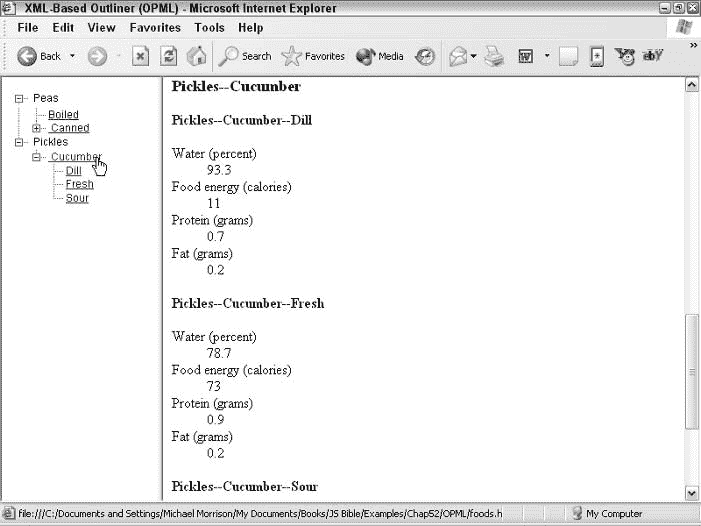 XML-Based Outliner (OPML) - Microsoft Internet Explorer
File Edit View Favorites Tools Help
Back Search Favorites Media
Peas
Boiled
Canned
Pickles
Cucumber
Dill
Fresh
Sour
Pickles--Cucumber
Pickles--Cucumber--Dill
Water (percent)
93.3
Food energy (calories)
11
Protein (grams)
0.7
Fat (grams)
0.2
Pickles--Cucumber--Fresh
Water (percent)
78.7
Food energy (calories)
73
Protein (grams)
0.9
Fat (grams)
0.2
Pickles--Cucumber--Sour
file:///C:/Documents and Settings/Michael Morrison/My Documents/Books/JS Bible/Examples/Chap52/OPML/foods.h My Computer